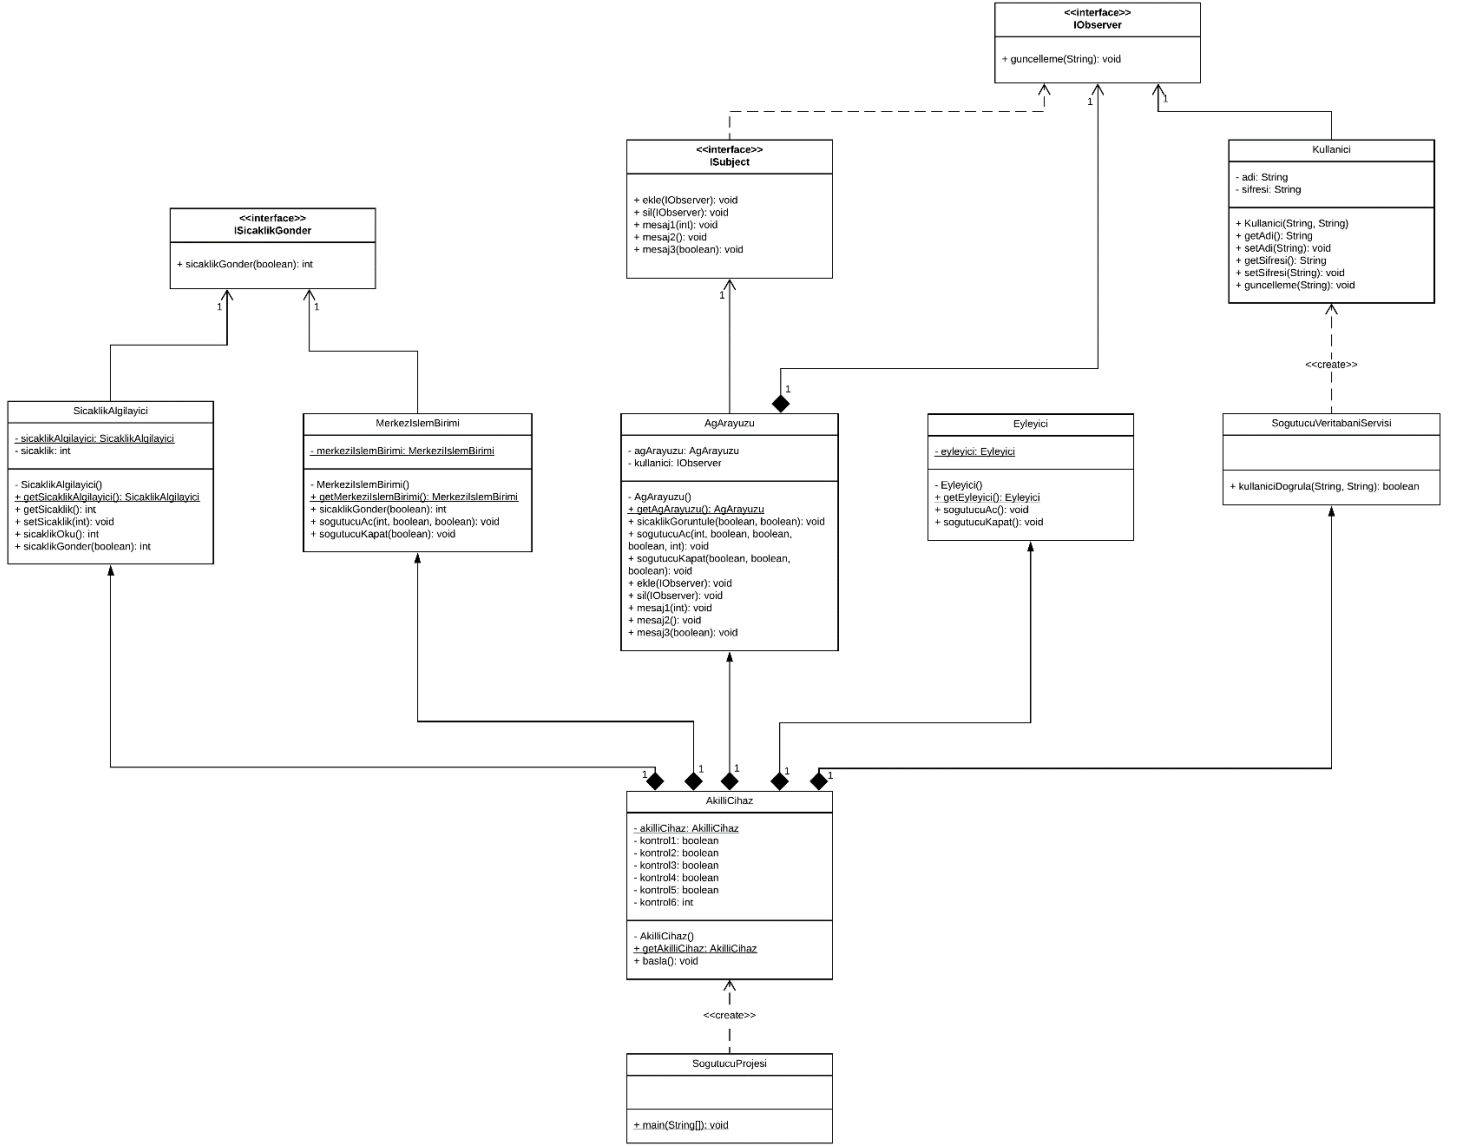 <<interface>>
IObserver
+ guncelleme(String): void
1
1
<<interface>>
ISubject
+ ekle(IObserver): void
+ sil(IObserver): void
+ mesaj1(int): void
+ mesaj2(): void
+ mesaj3(boolean): void
Kullanici
- adi: String
- sifresi: String
+ Kullanici(String, String)
+ getAdi(): String
+ setAdi(String): void
+ getSifresi(): String
+ setSifresi(String): void
+ guncelleme(String): void
<<interface>>
ISicaklikGonder
+ sicaklikGonder(boolean): int
1
1
1
<<create>>
1
SicaklikAlgilayici
- sicaklikAlgilayici: SicaklikAlgilayici
- sicaklik: int
- SicaklikAlgilayici()
+ getSicaklikAlgilayici(): SicaklikAlgilayici
+ getSicaklik(): int
+ setSicaklik(int): void
+ sicaklikOku(): int
+ sicaklikGonder(boolean): int
MerkezIslemBirimi
- merkeziIslemBirimi: MerkeziIslemBirimi
- MerkeziIslemBirimi()
+ getMerkeziIslemBirimi(): MerkeziIslemBirimi
+ sicaklikGonder(boolean): int
+ sogutucuAc(int, boolean, boolean): void
+ sogutucuKapat(boolean): void
AgArayuzu
- agArayuzu: AgArayuzu
- kullanici: IObserver
- AgArayuzu()
+ getAgArayuzu(): AgArayuzu
+ sicaklikGoruntule(boolean, boolean): void
+ sogutucuAc(int, boolean, boolean,
boolean, int): void
+ sogutucuKapat(boolean, boolean,
boolean): void
+ ekle(IObserver): void
+ sil(IObserver): void
+ mesaj1(int): void
+ mesaj2(): void
+ mesaj3(boolean): void
Eyleyici
- eyleyici: Eyleyici
- Eyleyici()
+ getEyleyici(): Eyleyici
+ sogutucuAc(): void
+ sogutucuKapat(): void
SogutucuVeritabaniServisi
+ kullaniciDogrula(String, String): boolean
1
1
1
1
1
AkilliCihaz
- akilliCihaz: AkilliCihaz
- kontrol1: boolean
- kontrol2: boolean
- kontrol3: boolean
- kontrol4: boolean
- kontrol5: boolean
- kontrol6: int
- AkilliCihaz()
+ getAkilliCihaz: AkilliCihaz
+ basla(): void
<<create>>
SogutucuProjesi
+ main(String[]): void